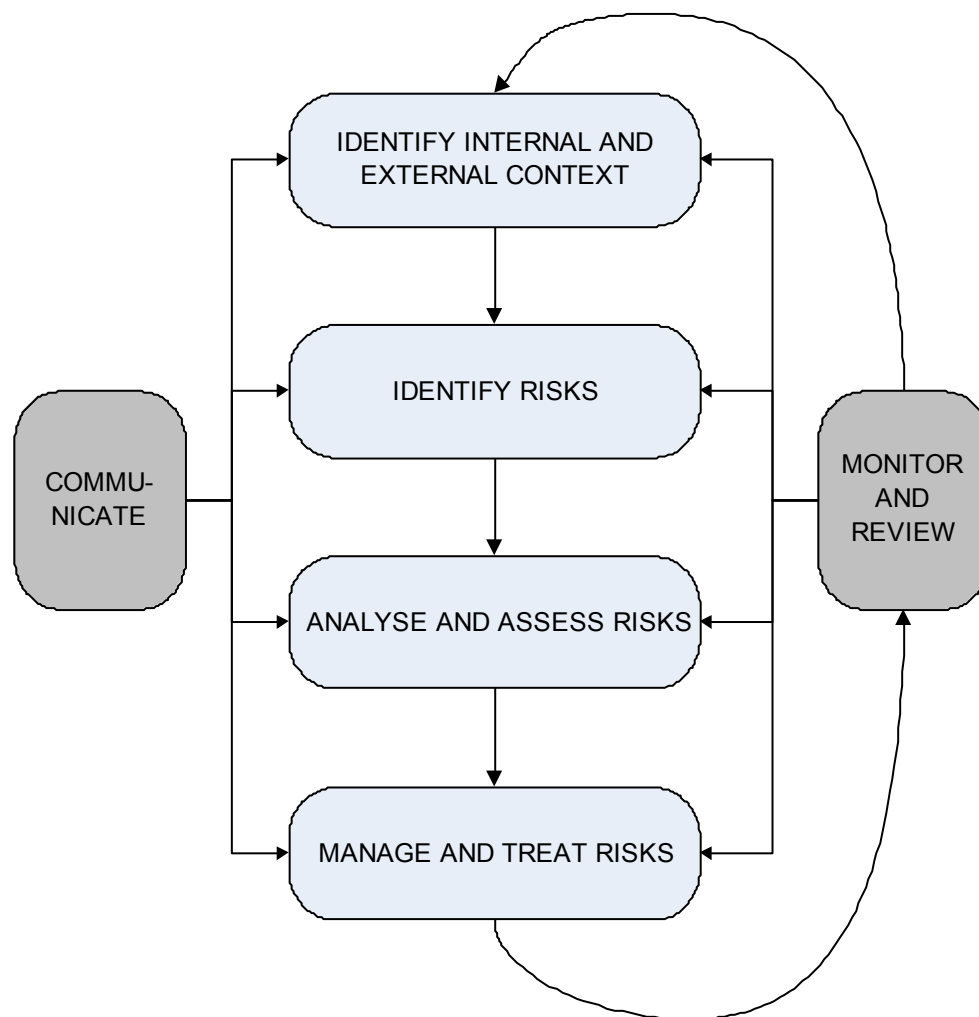 IDENTIFY INTERNAL AND
EXTERNAL CONTEXT
IDENTIFY RISKS
COMMU-
NICATE
MONITOR
AND
REVIEW
ANALYSE AND ASSESS RISKS
MANAGE AND TREAT RISKS